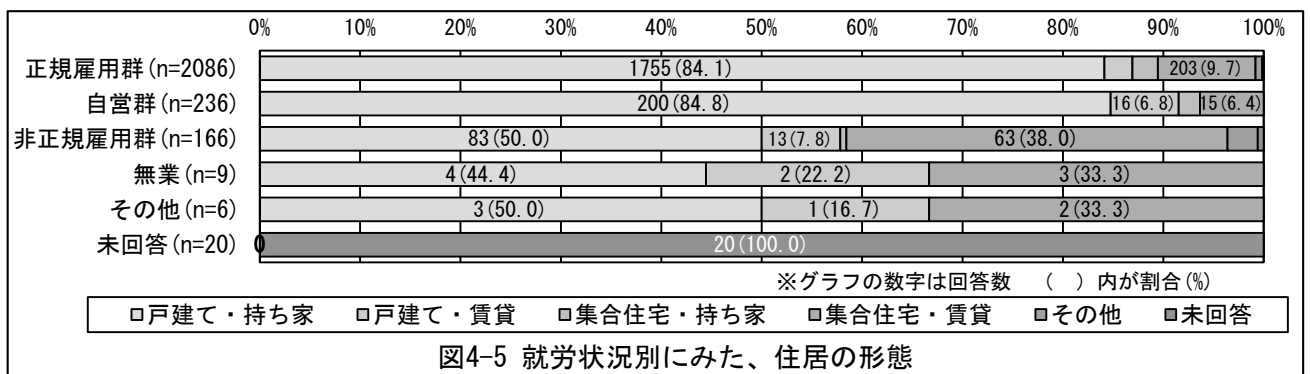 0% 10% 20% 30% 40% 50% 60% 70% 80% 90% 100%
正規雇用群(n=2086) 1755(84.1) 203(9.7)
自営群(n=236) 200(84.8) 16(6.8) 15(6.4)
非正規雇用群(n=166) 83(50.0) 13(7.8) 63(38.0)
無業(n=9) 4(44.4) 2(22.2) 3(33.3)
その他(n=6) 3(50.0) 1(16.7) 2(33.3)
未回答(n=20) 0 20(100.0)
※グラフの数字は回答数 ( )内が割合(%)
戸建て・持ち家 戸建て・賃貸 集合住宅・持ち家 集合住宅・賃貸 その他 未回答
図4-5 就労状況別にみた、住居の形態